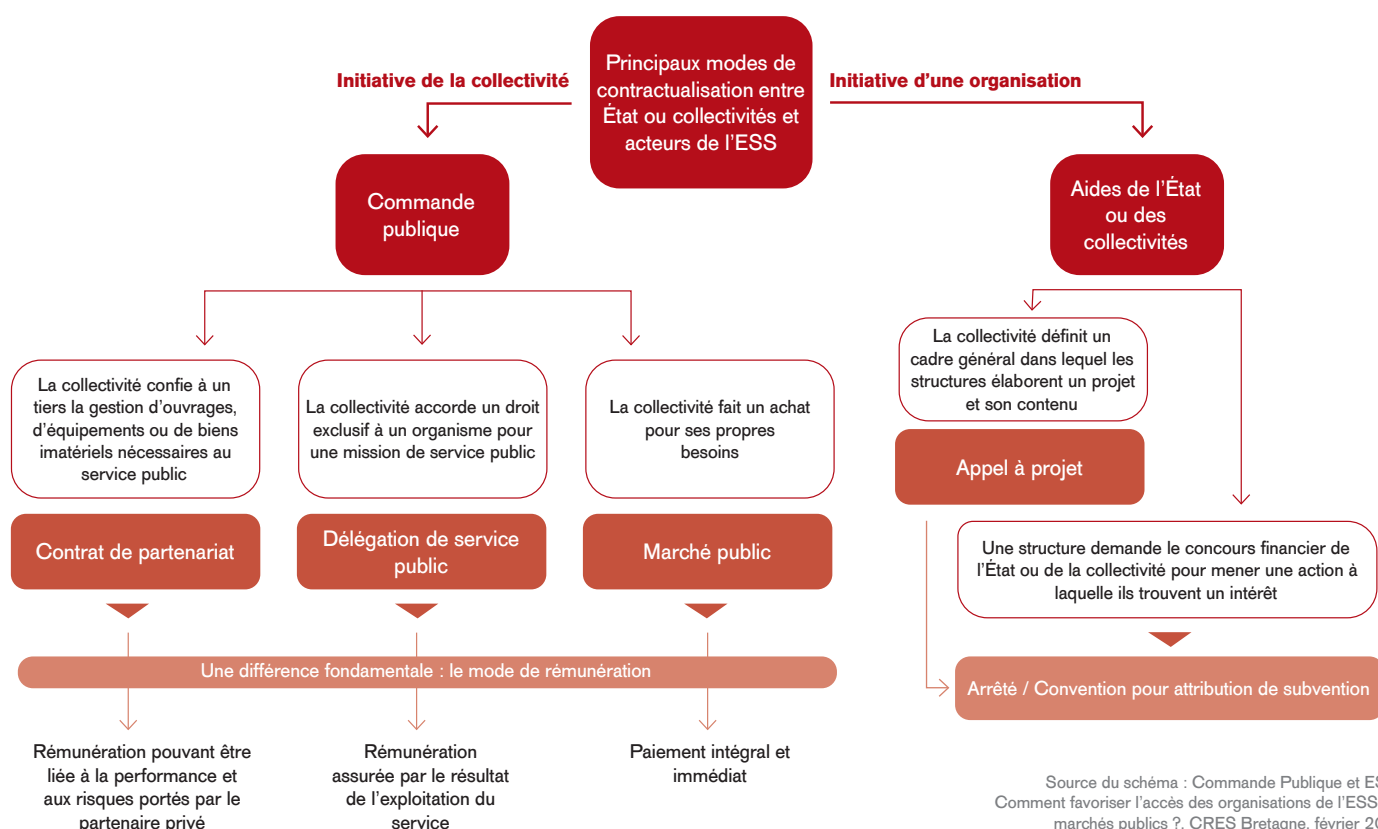 Principaux modes de
contractualisation entre
État ou collectivités et
acteurs de l'ESS
Initiative de la collectivité
Initiative d'une organisation
Commande
publique
Aides de l'État
ou des
collectivités
La collectivité confie à un
tiers la gestion d'ouvrages,
d'équipements ou de biens
imatériels nécessaires au
service public
La collectivité accorde un droit
exclusif à un organisme pour
une mission de service public
La collectivité fait un achat
pour ses propres
besoins
La collectivité définit un
cadre général dans lequel les
structures élaborent un projet
et son contenu
Contrat de partenariat
Délégation de service
public
Marché public
Appel à projet
Une structure demande le concours financier de
l'État ou de la collectivité pour mener une action à
laquelle ils trouvent un intérêt
Une différence fondamentale : le mode de rémunération
Arrêté / Convention pour attribution de subvention
Rémunération pouvant être
liée à la performance et
aux risques portés par le
partenaire privé
Rémunération
assurée par le résultat
de l'exploitation du
service
Paiement intégral et
immédiat
Source du schéma : Commande Publique et
Comment favoriser l'accès des organisations de l'ESS
marchés publics ?, CRES Bretagne, février